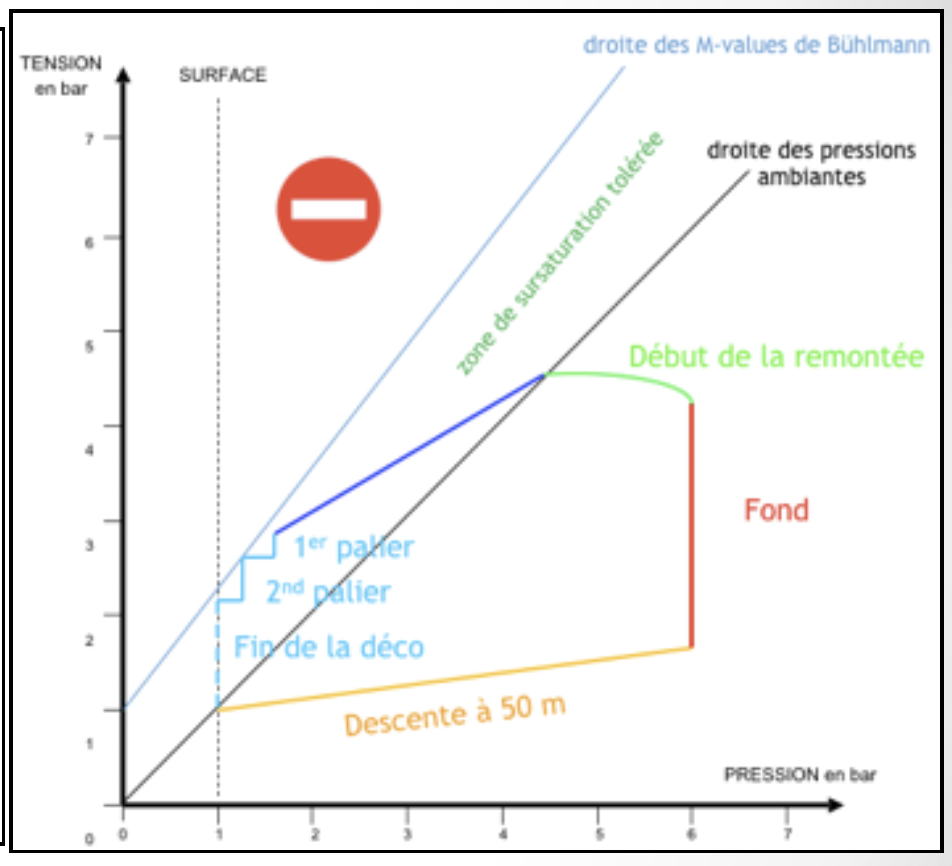 droite des M-values de Bühlmann
TENSION
en bar
SURFACE
zone de sursaturation tolérée
droite des pressions
ambiantes
7
6
5
4
3
2
1
0
Début de la remontée
Fond
1er palier
2nd palier
Fin de la déco
Descente à 50 m
PRESSION en bar
0 1 2 3 4 5 6 7